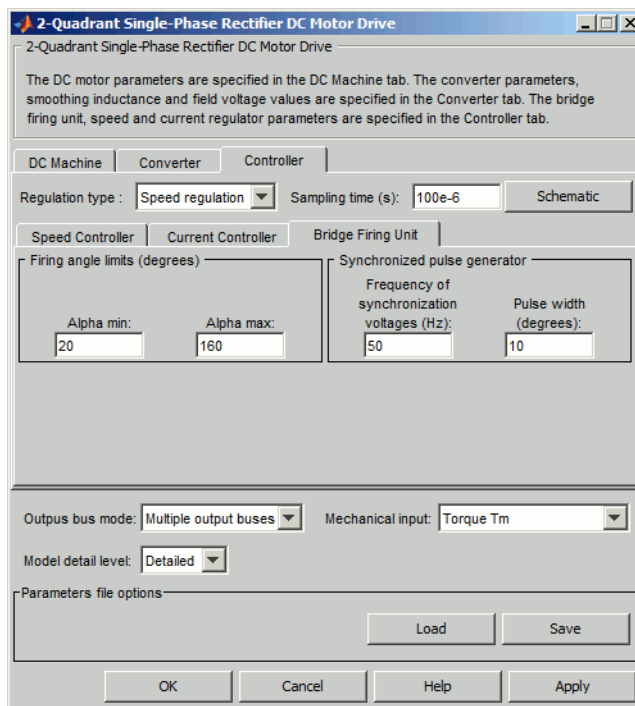 2-Quadrant Single-Phase Rectifier DC Motor Drive
2-Quadrant Single-Phase Rectifier DC Motor Drive
The DC motor parameters are specified in the DC Machine tab. The converter parameters,
smoothing inductance and field voltage values are specified in the Converter tab. The bridge
firing unit, speed and current regulator parameters are specified in the Controller tab.
DC Machine Converter Controller
Regulation type : Speed regulation Sampling time (s): 100e-6 Schematic
Speed Controller Current Controller Bridge Firing Unit
Firing angle limits (degrees)
Alpha min: Alpha max:
20 160
Synchronized pulse generator
Frequency of
synchronization
voltages (Hz):
50
Pulse width
(degrees):
10
Outpus bus mode: Multiple output buses Mechanical input: Torque Tm
Model detail level: Detailed
Parameters file options
Load Save
OK Cancel Help Apply